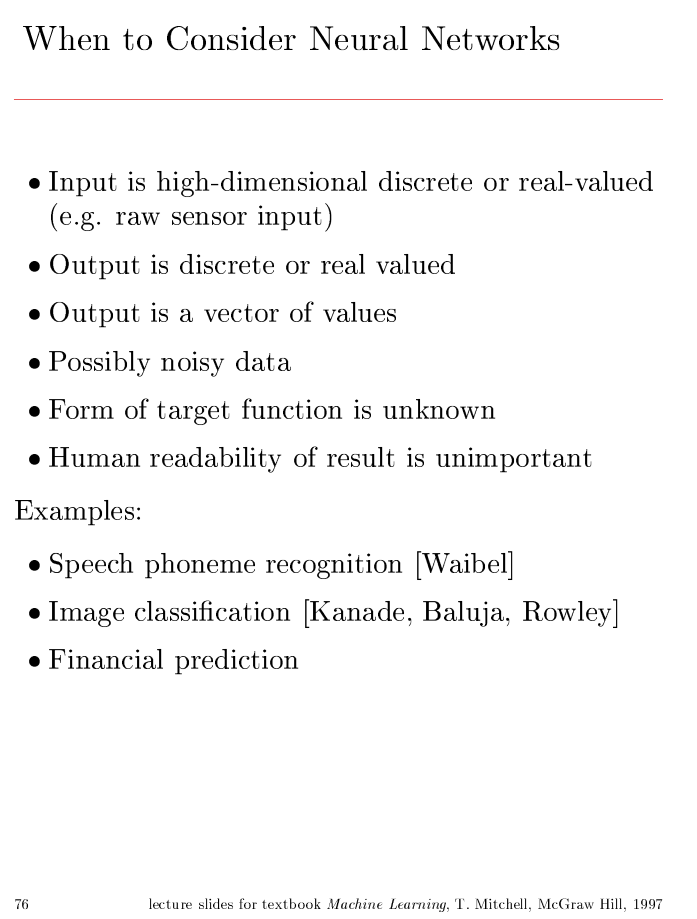 When to Consider Neural Networks
• Input is high-dimensional discrete or real-valued
(e.g. raw sensor input)
• Output is discrete or real valued
• Output is a vector of values
• Possibly noisy data
• Form of target function is unknown
• Human readability of result is unimportant
Examples:
• Speech phoneme recognition [Waibel]
• Image classification [Kanade, Baluja, Rowley]
• Financial prediction
76 lecture slides for textbook Machine Learning, T. Mitchell, McGraw Hill, 1997